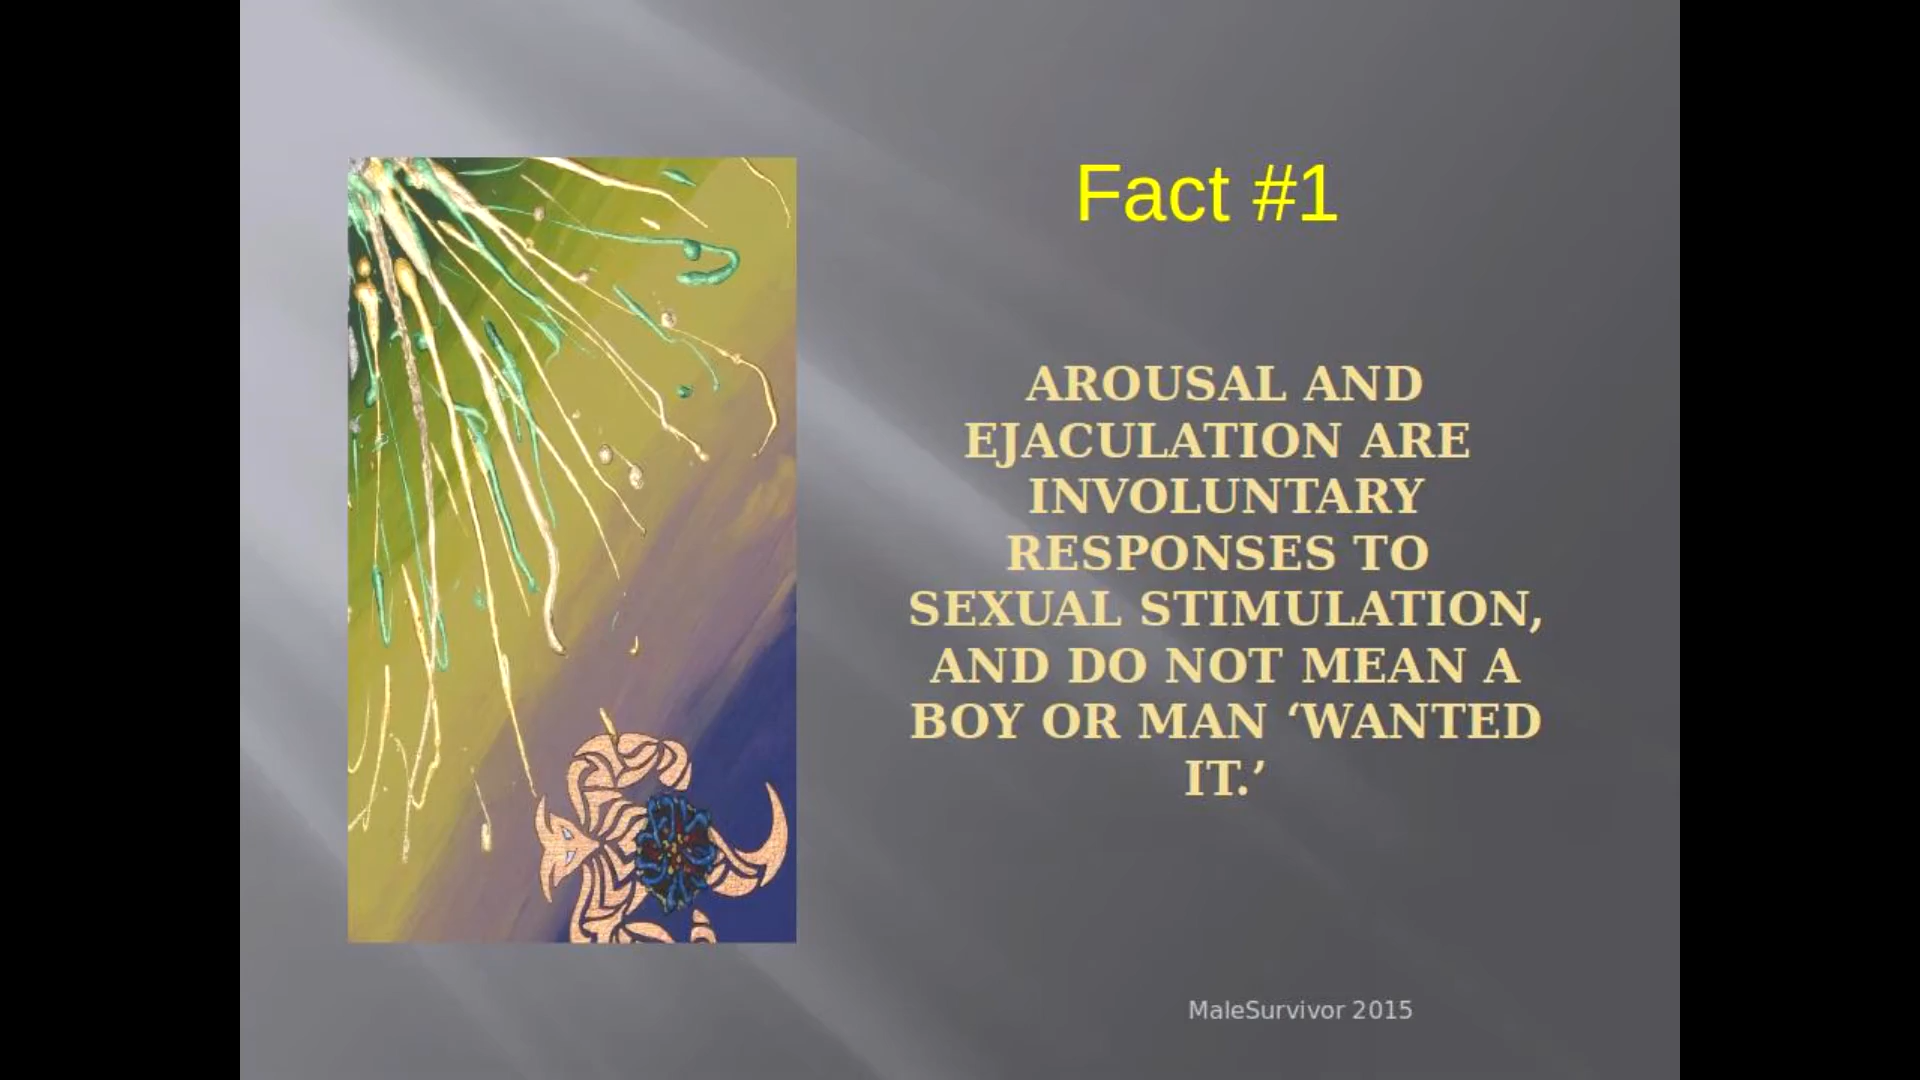 Fact #1
AROUSAL AND
EJACULATION ARE
INVOLUNTARY
RESPONSES TO
SEXUAL STIMULATION,
AND DO NOT MEAN A
BOY OR MAN ‘WANTED
IT.’
MaleSurvivor 2015